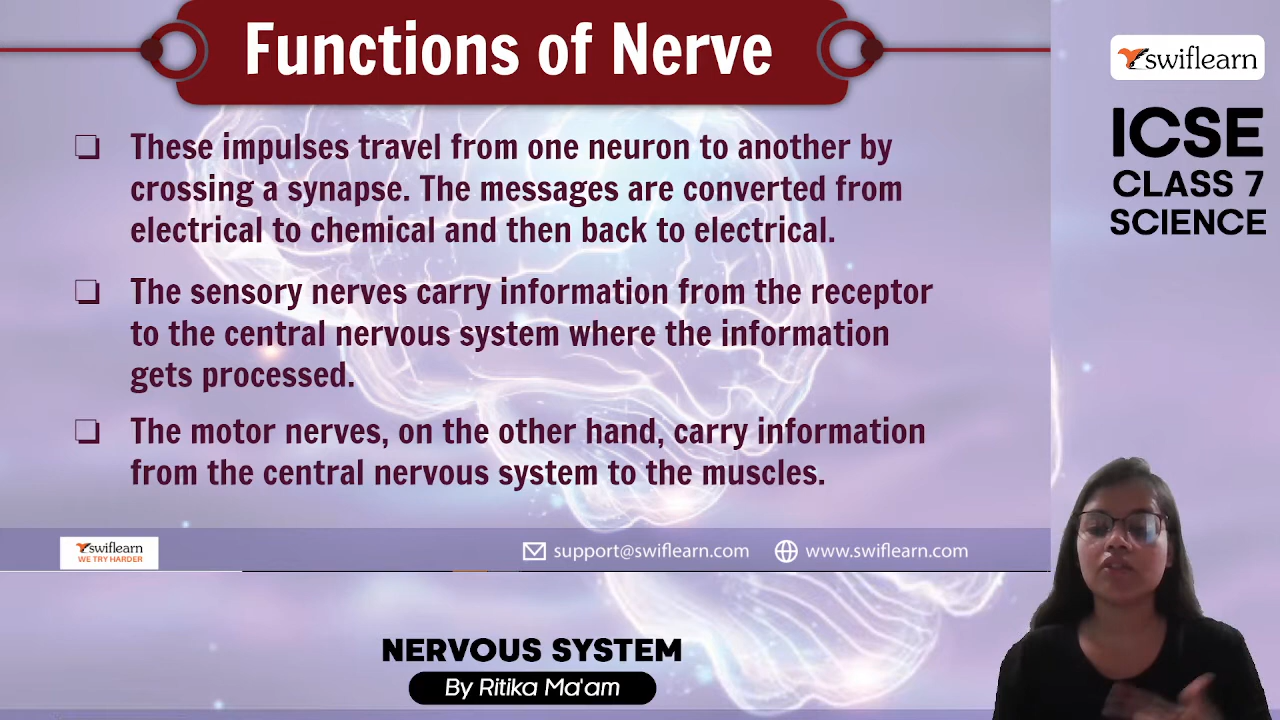 Functions of Nerve
swiflearn
ICSE
CLASS 7
SCIENCE
❑ These impulses travel from one neuron to another by
crossing a synapse. The messages are converted from
electrical to chemical and then back to electrical.
❑ The sensory nerves carry information from the receptor
to the central nervous system where the information
gets processed.
❑ The motor nerves, on the other hand, carry information
from the central nervous system to the muscles.
swiflearn
WE TRY HARDER
support@swiflearn.com
www.swiflearn.com
NERVOUS SYSTEM
By Ritika Ma'am